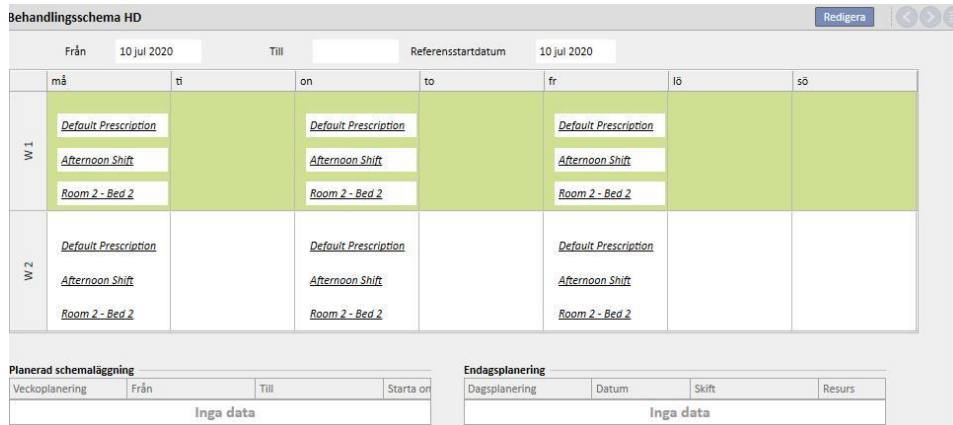 Behandlingsschema HD Redigera
Från 10 jul 2020 Till Referensstartdatum 10 jul 2020
må ti on to fr lö sö
Default Prescription Default Prescription Default Prescription
W 1 Afternoon Shift Afternoon Shift Afternoon Shift
Room 2 - Bed 2 Room 2 - Bed 2 Room 2 - Bed 2
Default Prescription Default Prescription Default Prescription
W 2 Afternoon Shift Afternoon Shift Afternoon Shift
Room 2 - Bed 2 Room 2 - Bed 2 Room 2 - Bed 2
Planerad schemaläggning Endagsplanering
Veckoplanering Från Till Starta on Dagsplanering Datum Skift Resurs
Inga data Inga data